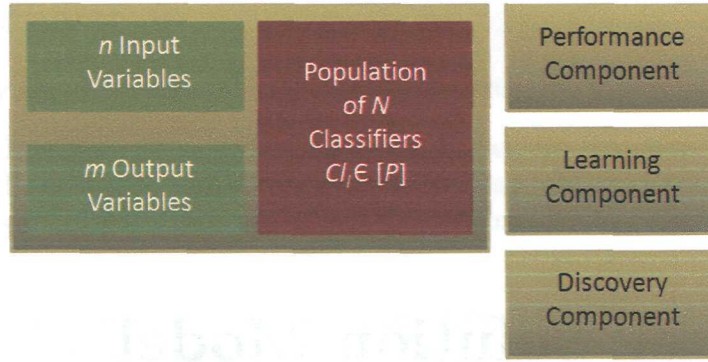 n Input
Variables
m Output
Variables
Population
of N
Classifiers
Clᵢ∈ [P]
Performance
Component
Learning
Component
Discovery
Component